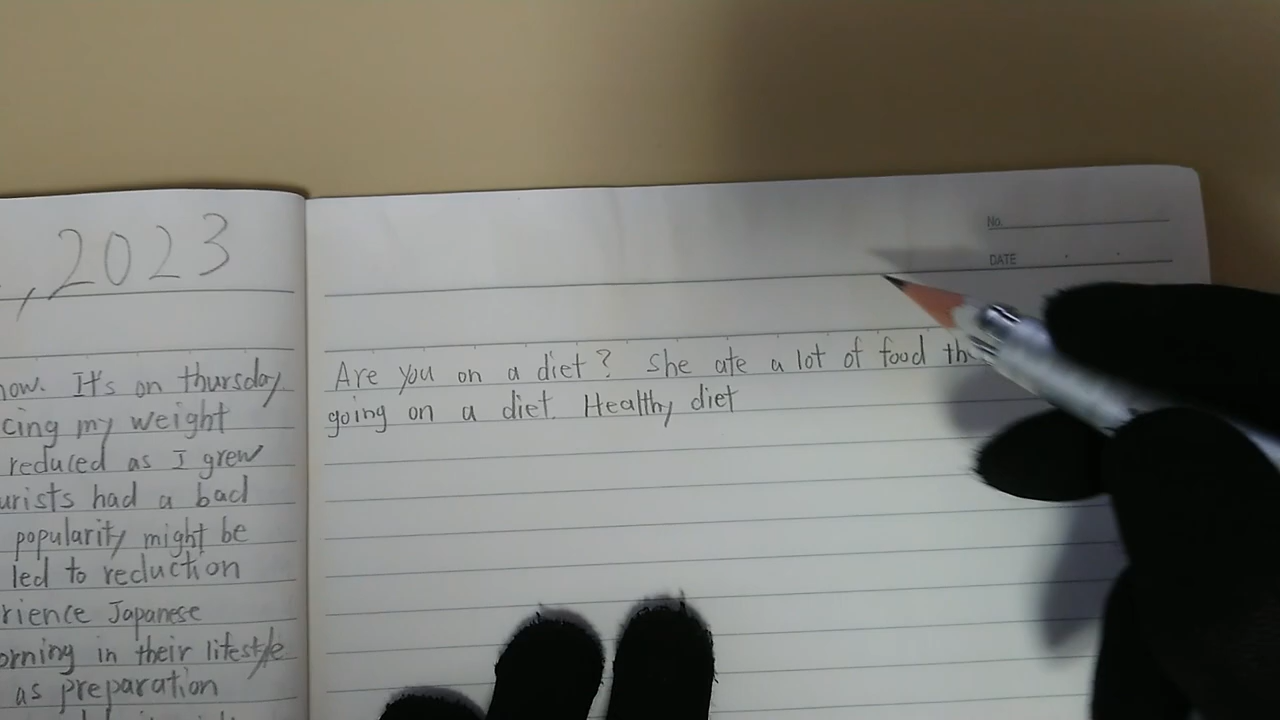 , 2023
now. It's on thursday
cing my weight
reduced as I grew
urists had a bad
popularity might be
led to reduction
rience Japanese
orning in their lifestyle
as preparation
No.
DATE
Are you on a diet? She ate a lot of food th
going on a diet. Healthy diet